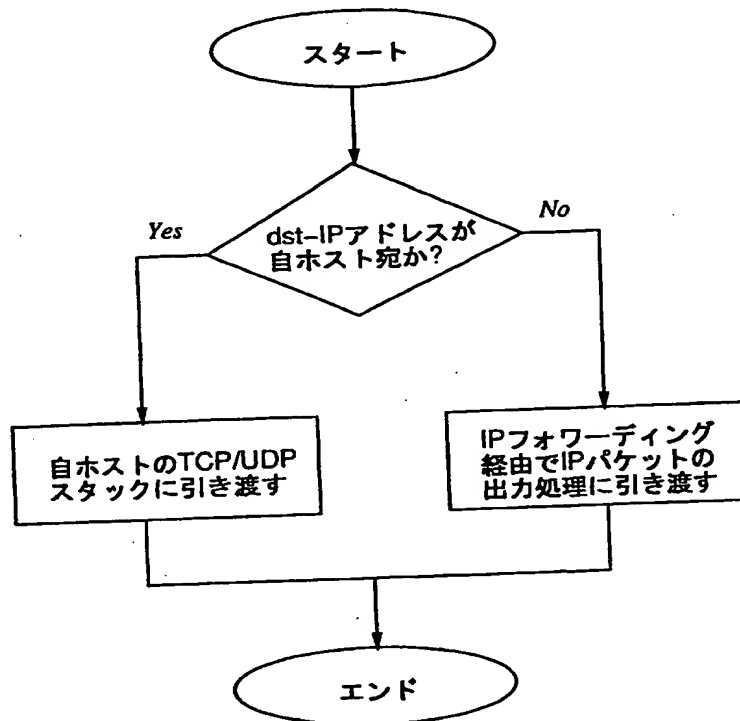 スタート
dst-IPアドレスが
自ホスト宛か?
Yes
No
自ホストのTCP/UDP
スタックに引き渡す
IPフォワーディング
経由でIPパケットの
出力処理に引き渡す
エンド